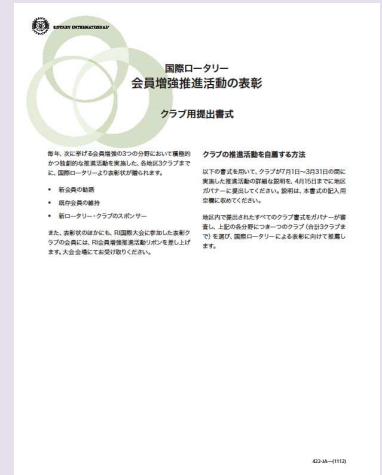 ROTARY INTERNATIONAL®
国際ロータリー
会員増強推進活動の表彰
クラブ用提出書式
毎年、次に挙げる会員増強の3つの分野において積極的
かつ独創的な推進活動を実施した、各地区3クラブまで
に、国際ロータリーより表彰状が贈られます。
• 新会員の勧誘
• 既存会員の維持
• 新ロータリー・クラブのスポンサー
また、表彰状のほかにも、RI国際大会に参加した表彰ク
ラブの会員には、RI会員増強推進活動リボンを差し上げ
ます。大会会場にてお受け取りください。
クラブの推進活動を自薦する方法
以下の書式を用いて、クラブが7月1日~3月31日の間に
実施した推進活動の詳細な説明を、4月15日までに地区
ガバナーに提出してください。説明は、本書式の記入用
空欄に収めてください。
地区内で提出されたすべてのクラブ書式をガバナーが審
査し、上記の各分野につき一つのクラブ（合計3クラブま
で）を選び、国際ロータリーによる表彰に向けて推薦し
ます。
422-JA—(1112)